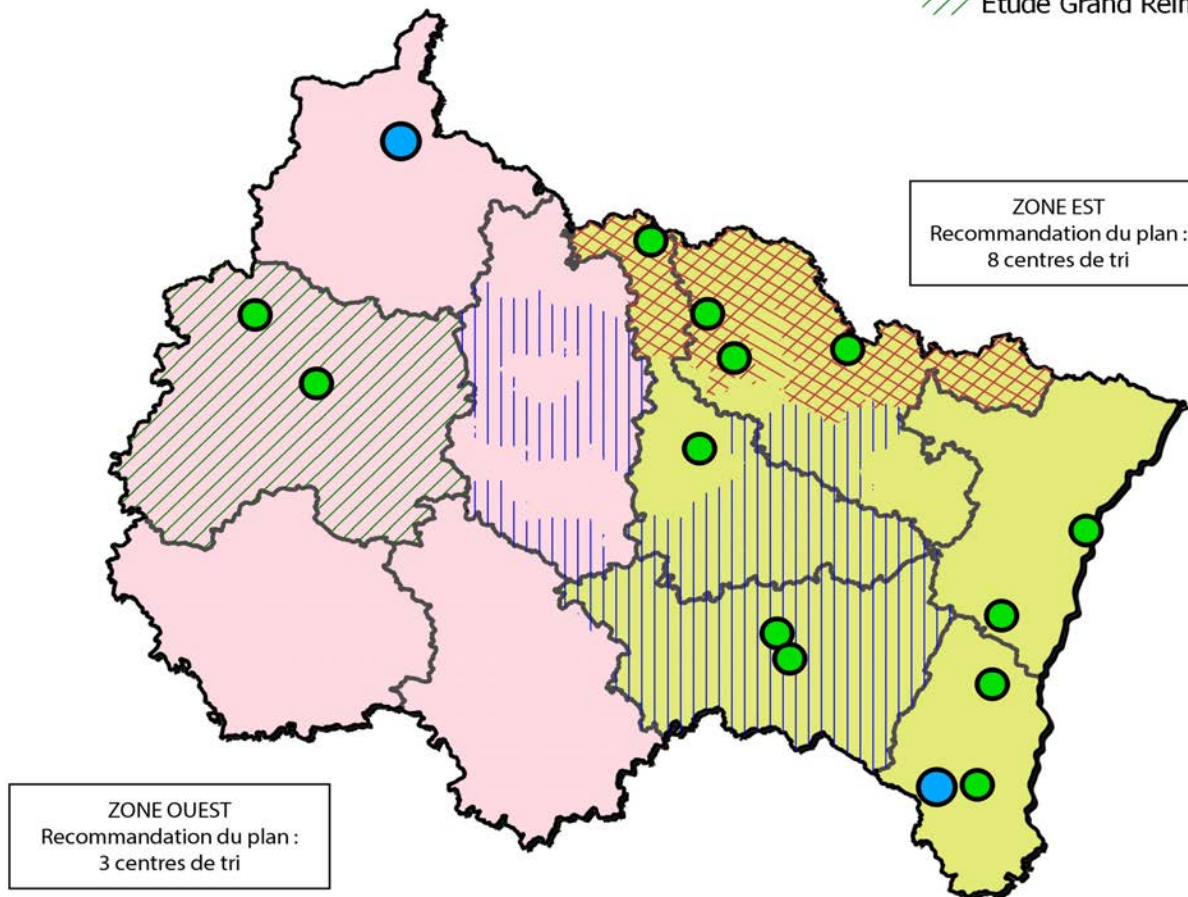 Etude Grand
ZONE EST
Recommandation du plan :
8 centres de tri
ZONE OUEST
Recommandation du plan :
3 centres de tri